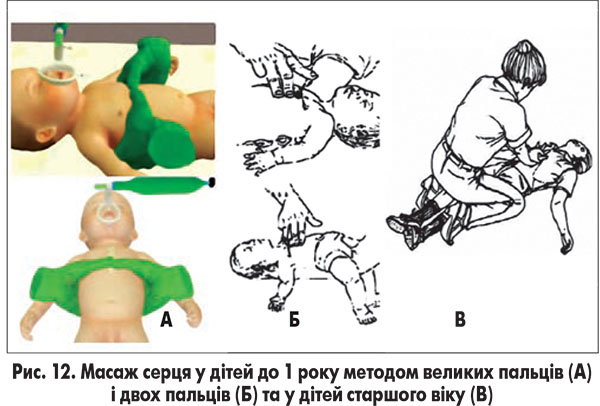 А
Б
В
Рис. 12. Масаж серця у дітей до 1 року методом великих пальців (А)
і двох пальців (Б) та у дітей старшого віку (В)